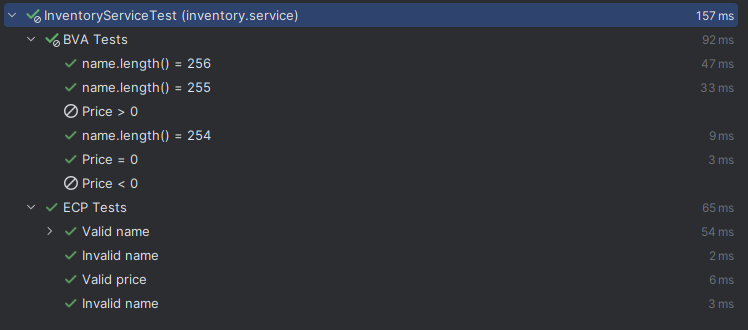 InventoryServiceTest (inventory.service) 157 ms
BVA Tests 92 ms
name.length() = 256 47 ms
name.length() = 255 33 ms
Price > 0
name.length() = 254 9 ms
Price = 0 3 ms
Price < 0
ECP Tests 65 ms
Valid name 54 ms
Invalid name 2 ms
Valid price 6 ms
Invalid name 3 ms